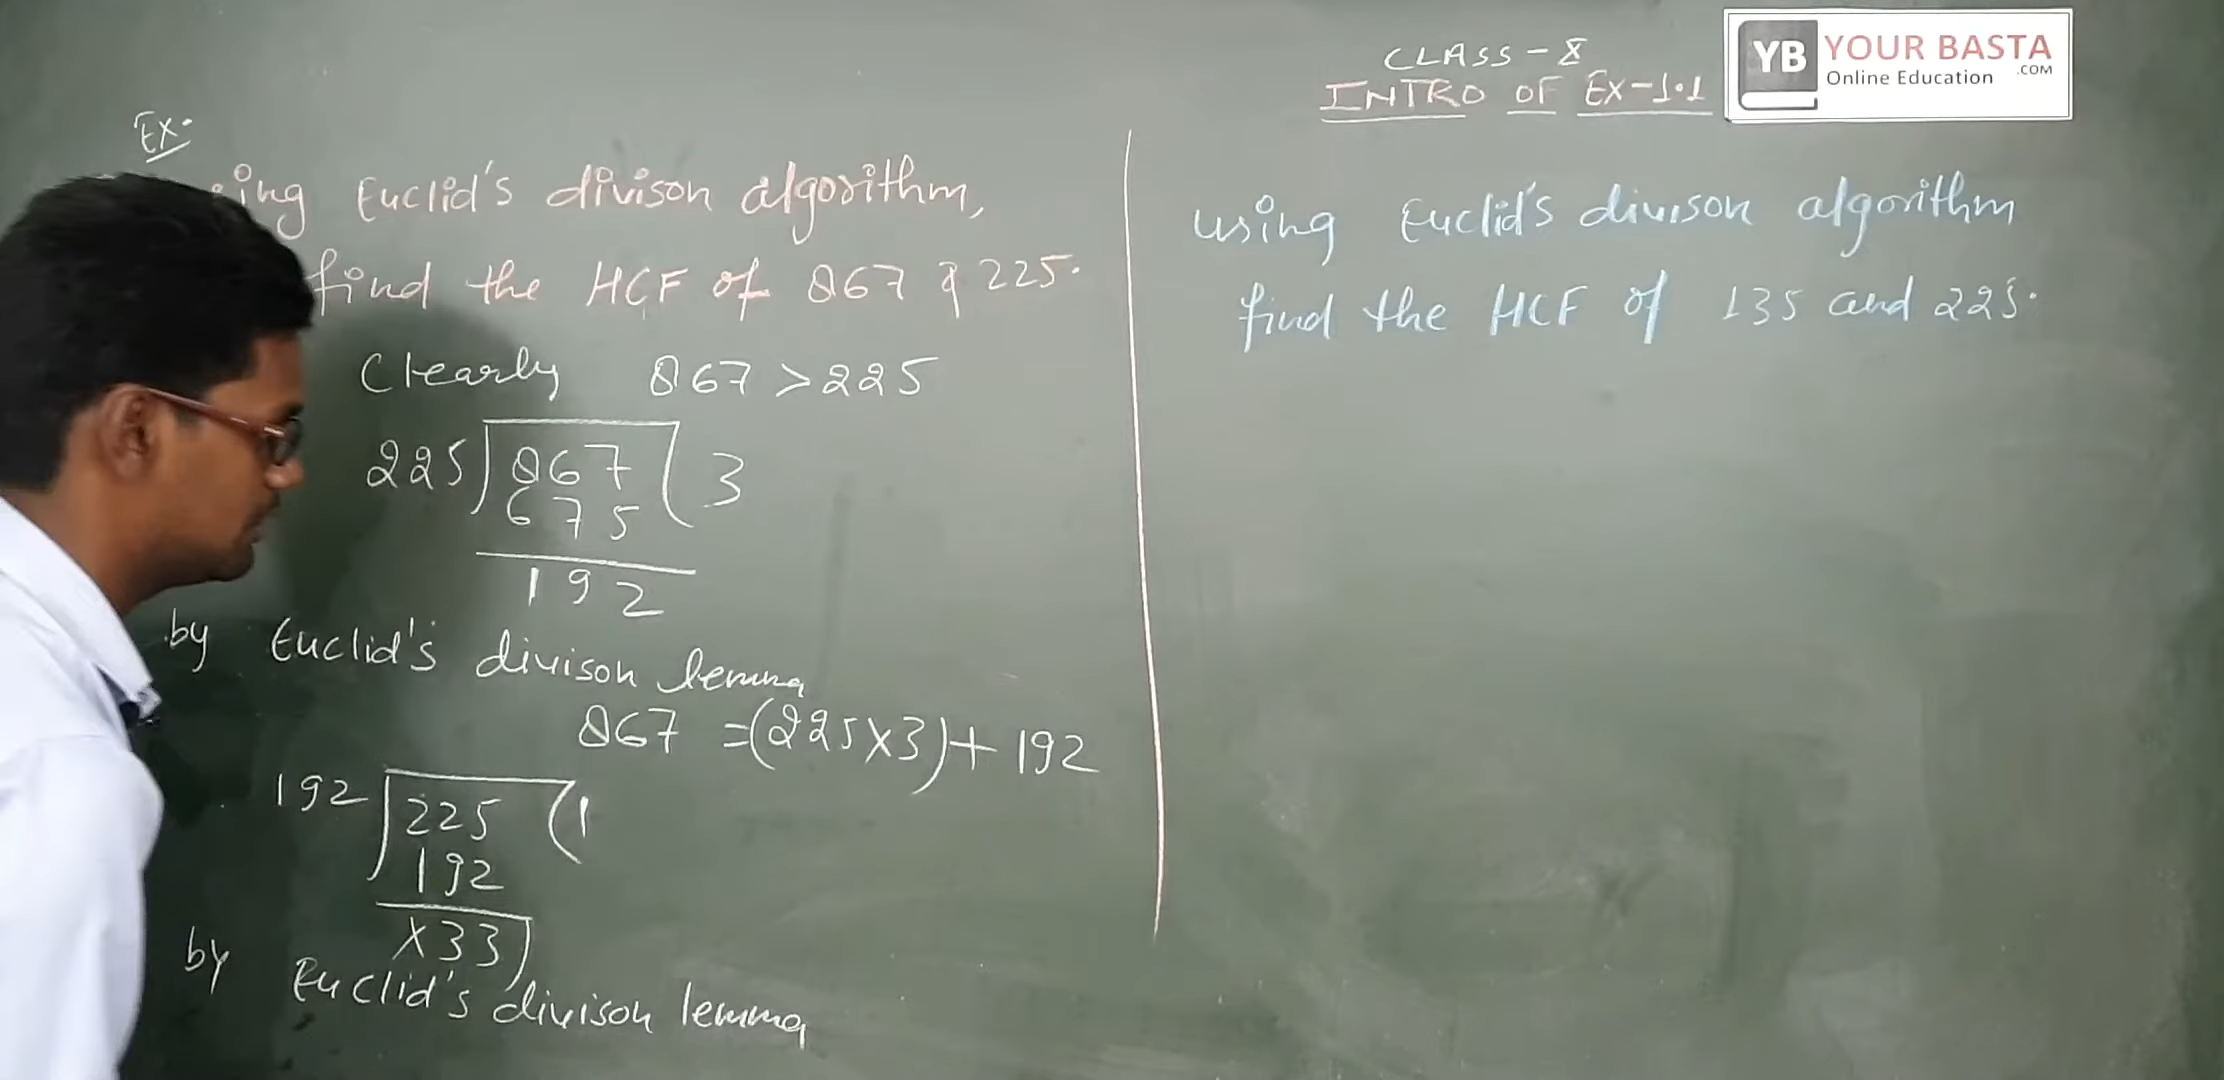 Ex:
ing Euclid's divison algorithm,
find the HCF of 867 & 225.
Clearly 867 > 225
225) 867 ( 3
675
192
by Euclid's divison lemma
867 = (225 x 3) + 192
192) 225 ( 1
192
x33
by Euclid's divison lemma
CLASS - X
INTRO OF EX-1.1
YB YOUR BASTA
Online Education .COM
using Euclid's divison algorithm
find the HCF of 135 and 225.